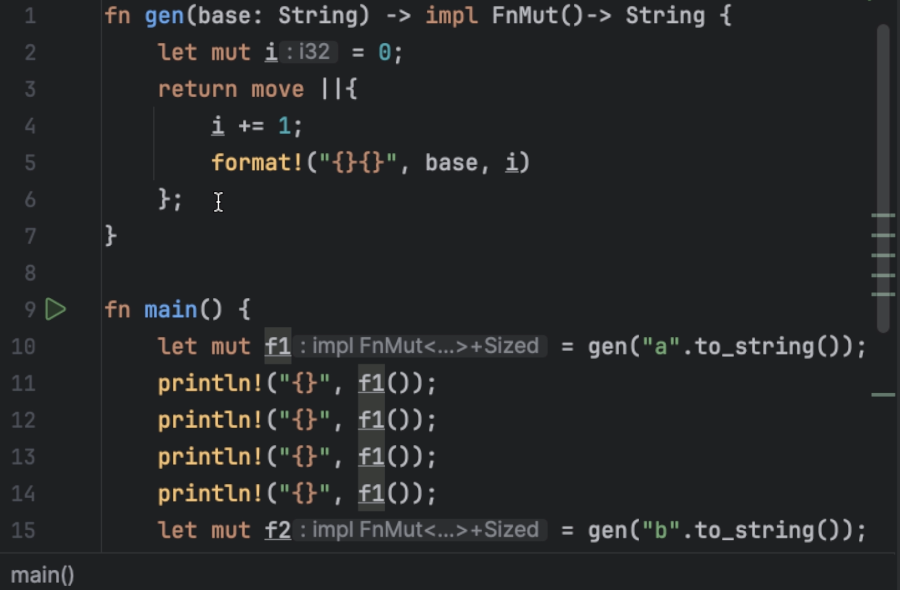 1 fn gen(base: String) -> impl FnMut()-> String {
2 let mut i : i32 = 0;
3 return move ||{
4 i += 1;
5 format!("{}{}", base, i)
6 };
7 }
8
9 fn main() {
10 let mut f1 : impl FnMut<...>+Sized = gen("a".to_string());
11 println!("{}", f1());
12 println!("{}", f1());
13 println!("{}", f1());
14 println!("{}", f1());
15 let mut f2 : impl FnMut<...>+Sized = gen("b".to_string());
main()